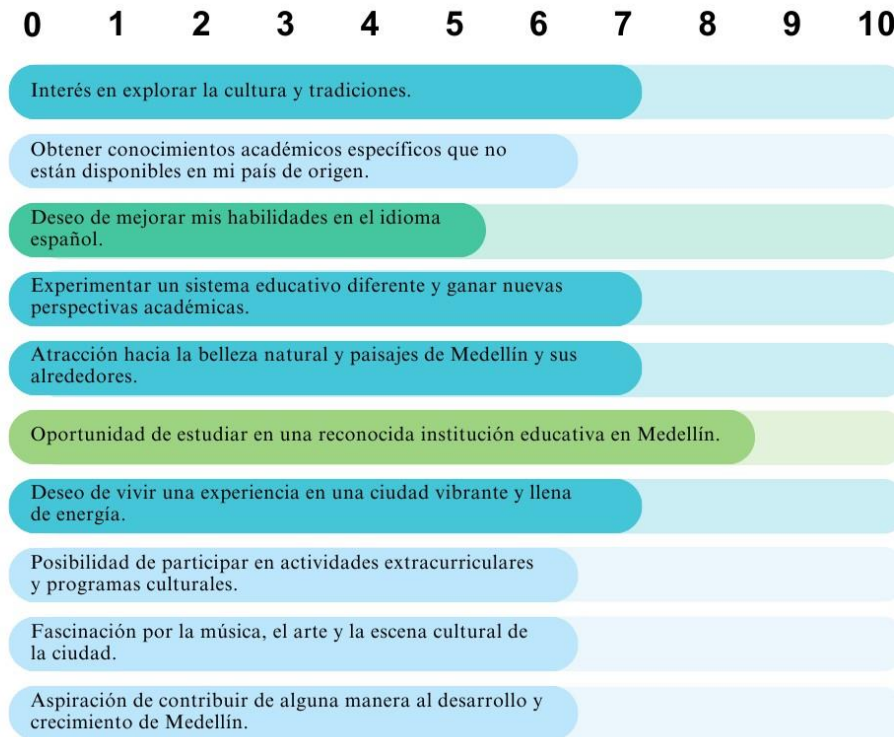 0 1 2 3 4 5 6 7 8 9 10
Interés en explorar la cultura y tradiciones.
Obtener conocimientos académicos específicos que no
están disponibles en mi país de origen.
Deseo de mejorar mis habilidades en el idioma
español.
Experimentar un sistema educativo diferente y ganar nuevas
perspectivas académicas.
Atracción hacia la belleza natural y paisajes de Medellín y sus
alrededores.
Oportunidad de estudiar en una reconocida institución educativa en Medellín.
Deseo de vivir una experiencia en una ciudad vibrante y llena
de energía.
Posibilidad de participar en actividades extracurriculares
y programas culturales.
Fascinación por la música, el arte y la escena cultural de
la ciudad.
Aspiración de contribuir de alguna manera al desarrollo y
crecimiento de Medellín.